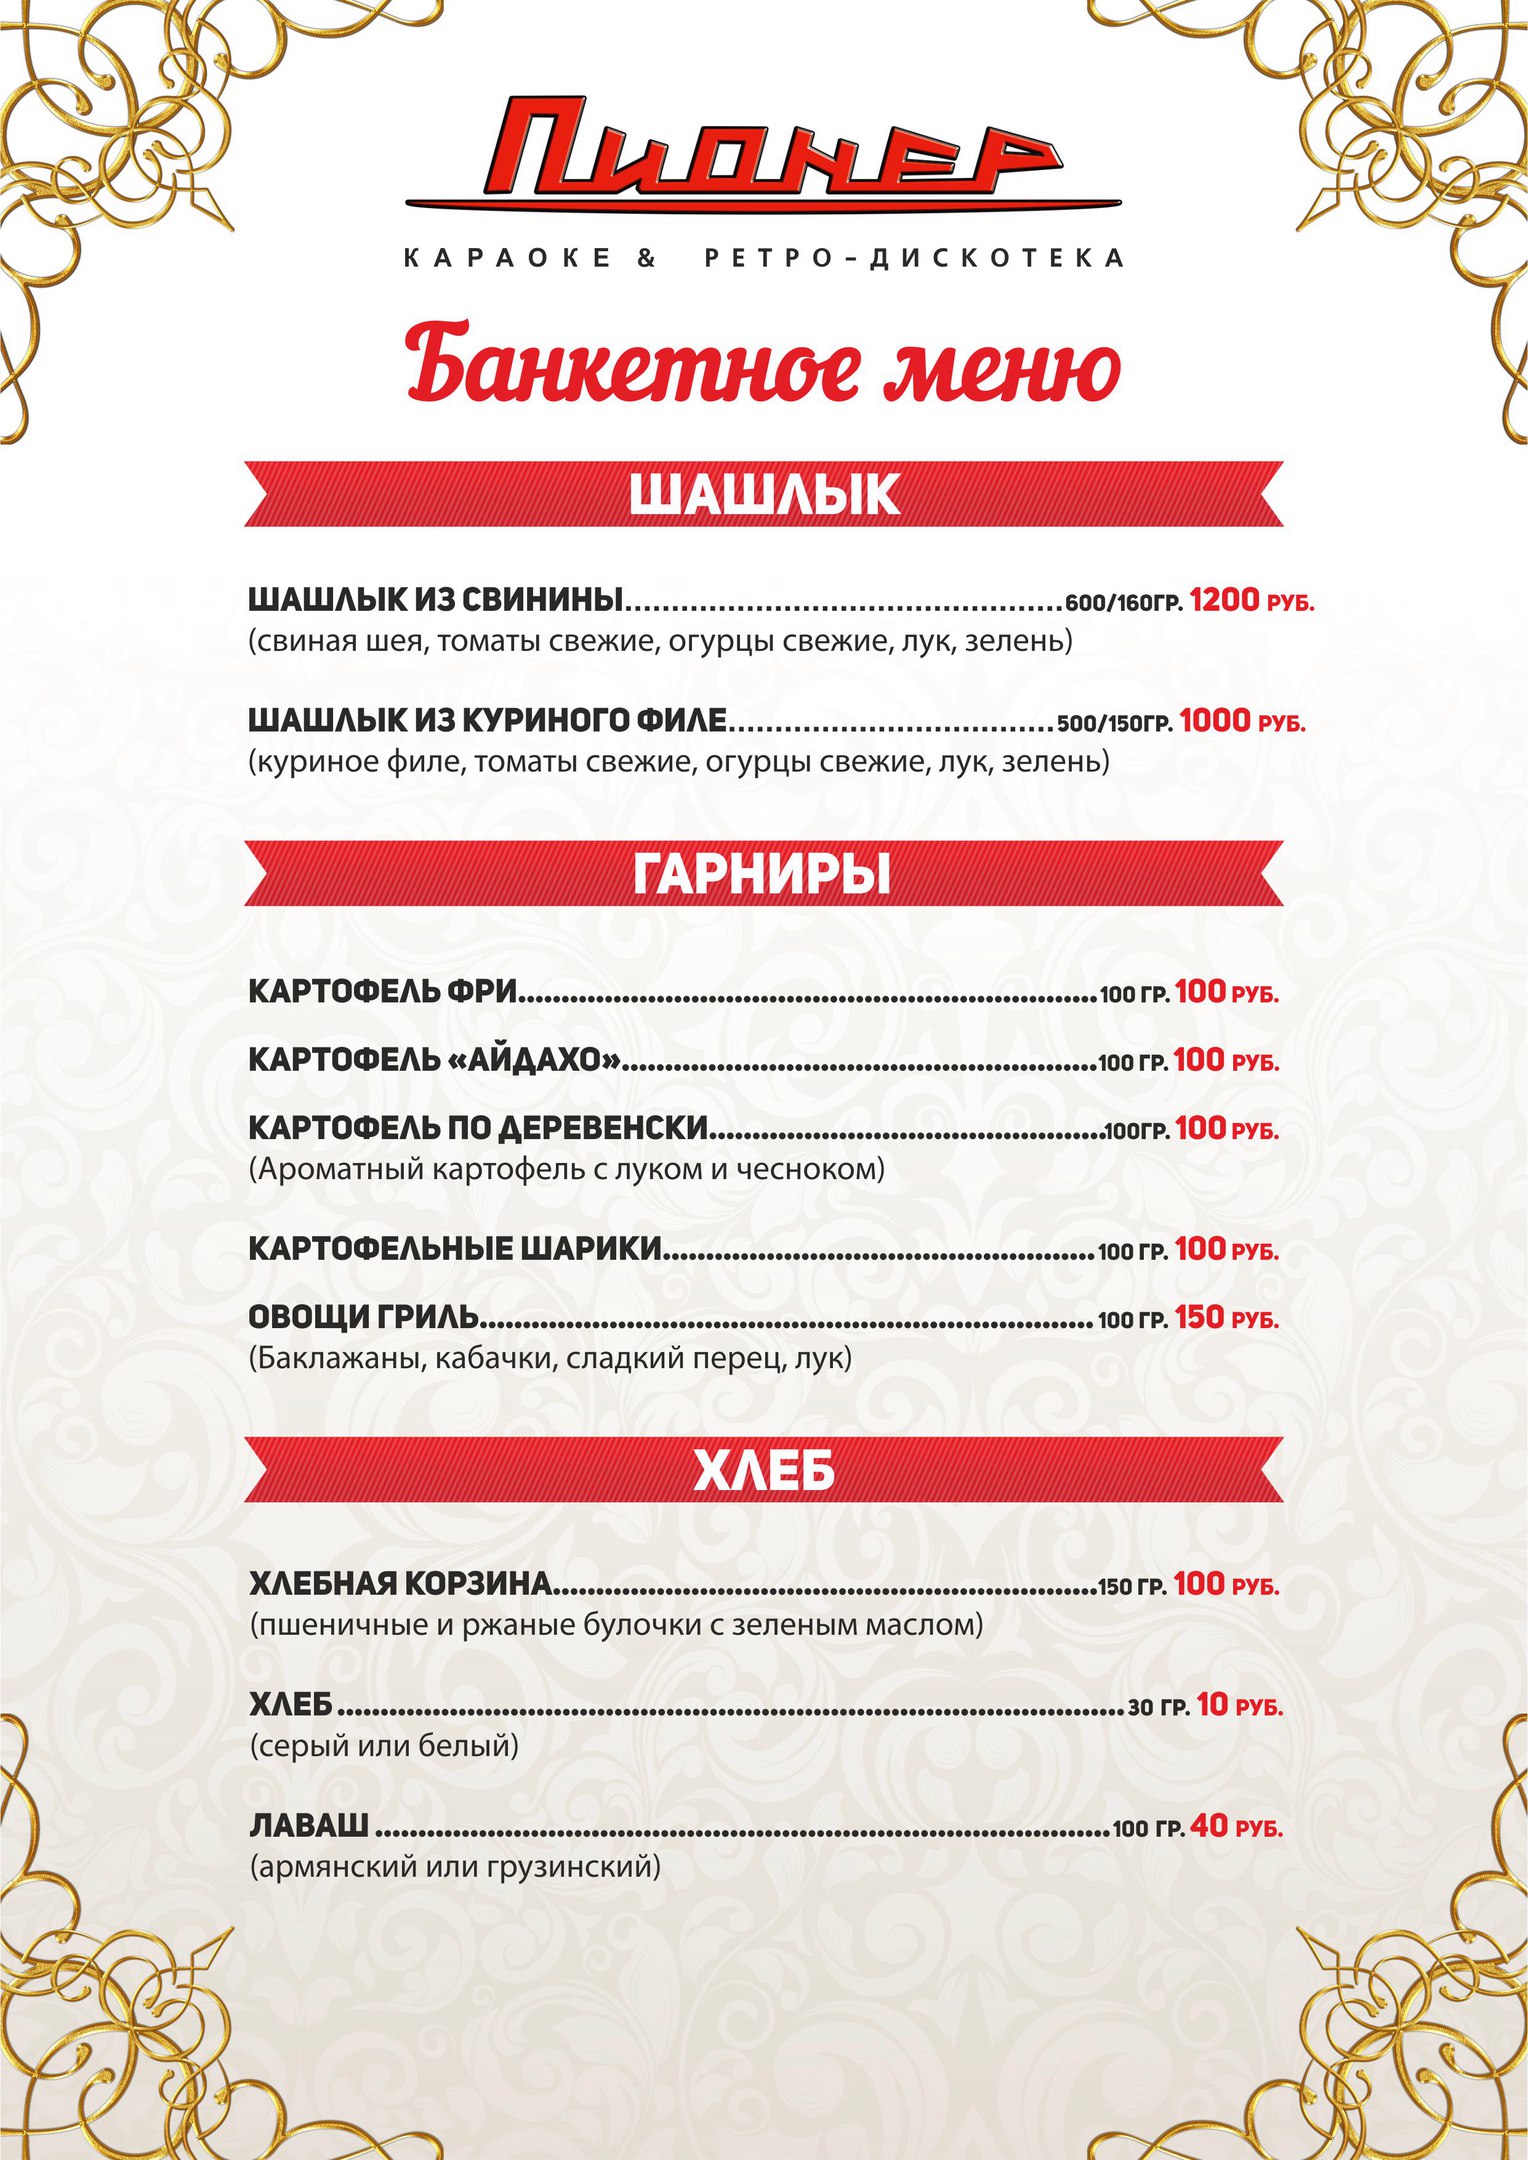 Пионер
КАРАОКЕ & РЕТРО-ДИСКОТЕКА
Банкетное меню
ШАШЛЫК
ШАШЛЫК ИЗ СВИНИНЫ...............................................600/160ГР. 1200 РУБ.
(свиная шея, томаты свежие, огурцы свежие, лук, зелень)
ШАШЛЫК ИЗ КУРИНОГО ФИЛЕ...................................500/150ГР. 1000 РУБ.
(куриное филе, томаты свежие, огурцы свежие, лук, зелень)
ГАРНИРЫ
КАРТОФЕЛЬ ФРИ....................................................................100 ГР. 100 РУБ.
КАРТОФЕЛЬ «АЙДАХО»........................................................100 ГР. 100 РУБ.
КАРТОФЕЛЬ ПО ДЕРЕВЕНСКИ...............................................100ГР. 100 РУБ.
(Ароматный картофель с луком и чесноком)
КАРТОФЕЛЬНЫЕ ШАРИКИ...................................................100 ГР. 100 РУБ.
ОВОЩИ ГРИЛЬ........................................................................ 100 ГР. 150 РУБ.
(Баклажаны, кабачки, сладкий перец, лук)
ХЛЕБ
ХЛЕБНАЯ КОРЗИНА................................................................150 ГР. 100 РУБ.
(пшеничные и ржаные булочки с зеленым маслом)
ХЛЕБ ............................................................................................30 ГР. 10 РУБ.
(серый или белый)
ЛАВАШ ......................................................................................100 ГР. 40 РУБ.
(армянский или грузинский)